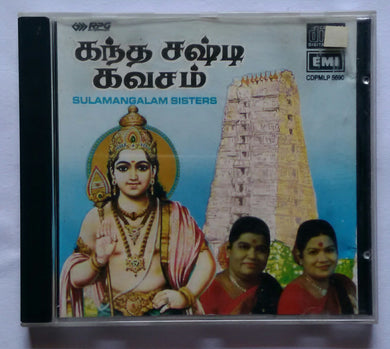 RPG
கந்த சஷ்டி
கவசம்
SULAMANGALAM SISTERS
EMI
CDPMLP 5690